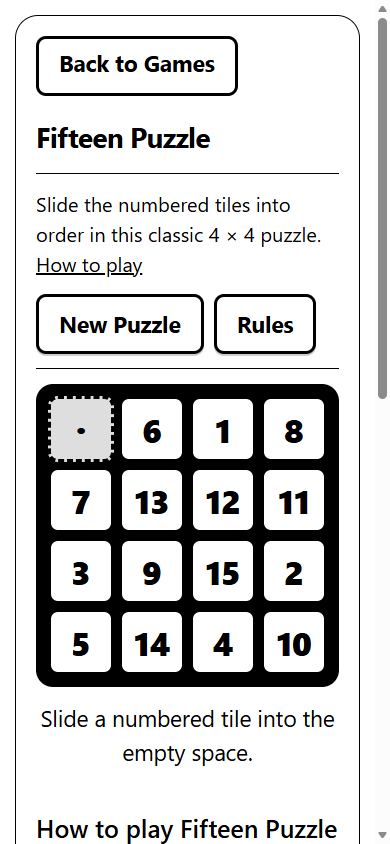 Back to Games
Fifteen Puzzle
Slide the numbered tiles into
order in this classic 4 × 4 puzzle.
How to play
New Puzzle Rules
· 6 1 8
7 13 12 11
3 9 15 2
5 14 4 10
Slide a numbered tile into the
empty space.
How to play Fifteen Puzzle